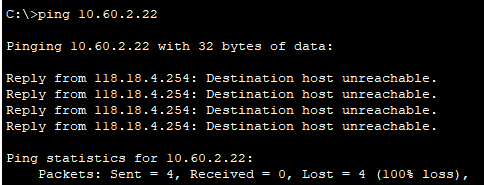 C:\>ping 10.60.2.22
Pinging 10.60.2.22 with 32 bytes of data:
Reply from 118.18.4.254: Destination host unreachable.
Reply from 118.18.4.254: Destination host unreachable.
Reply from 118.18.4.254: Destination host unreachable.
Reply from 118.18.4.254: Destination host unreachable.
Ping statistics for 10.60.2.22:
Packets: Sent = 4, Received = 0, Lost = 4 (100% loss),